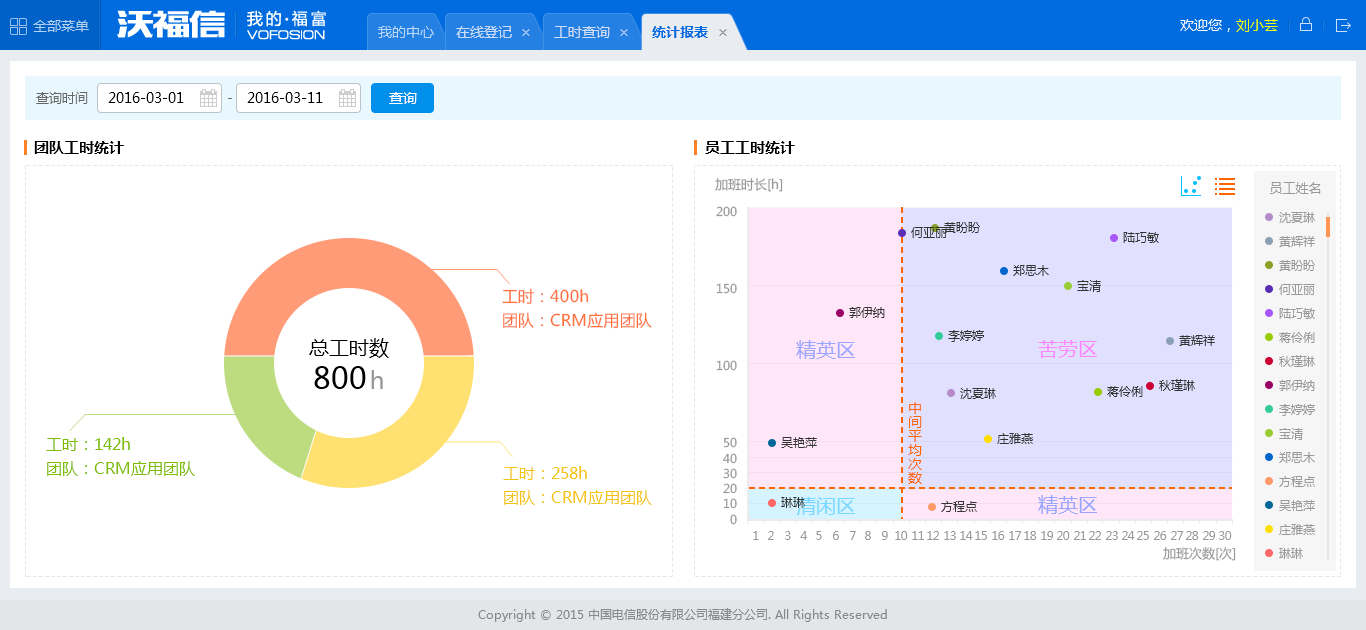 全部菜单
沃福信
我的·福富
VOFOSION
我的中心
在线登记 ×
工时查询 ×
统计报表 ×
欢迎您，刘小芸
查询时间 2016-03-01 - 2016-03-11 查询
团队工时统计
工时：400h
团队：CRM应用团队
总工时数
800h
工时：142h
团队：CRM应用团队
工时：258h
团队：CRM应用团队
员工工时统计
加班时长[h]
200
150
100
50
40
30
20
10
0
何亚丽
黄盼盼
陆巧敏
郑思木
宝清
郭伊纳
李婷婷
黄辉祥
精英区
苦劳区
沈夏琳
蒋伶俐
秋瑾琳
中间平均次数
吴艳萍
庄雅燕
琳琳
清闲区
方程点
精英区
1 2 3 4 5 6 7 8 9 10 11 12 13 14 15 16 17 18 19 20 21 22 23 24 25 26 27 28 29 30
加班次数[次]
员工姓名
沈夏琳
黄辉祥
黄盼盼
何亚丽
陆巧敏
蒋伶俐
秋瑾琳
郭伊纳
李婷婷
宝清
郑思木
方程点
吴艳萍
庄雅燕
琳琳
Copyright © 2015 中国电信股份有限公司福建分公司. All Rights Reserved